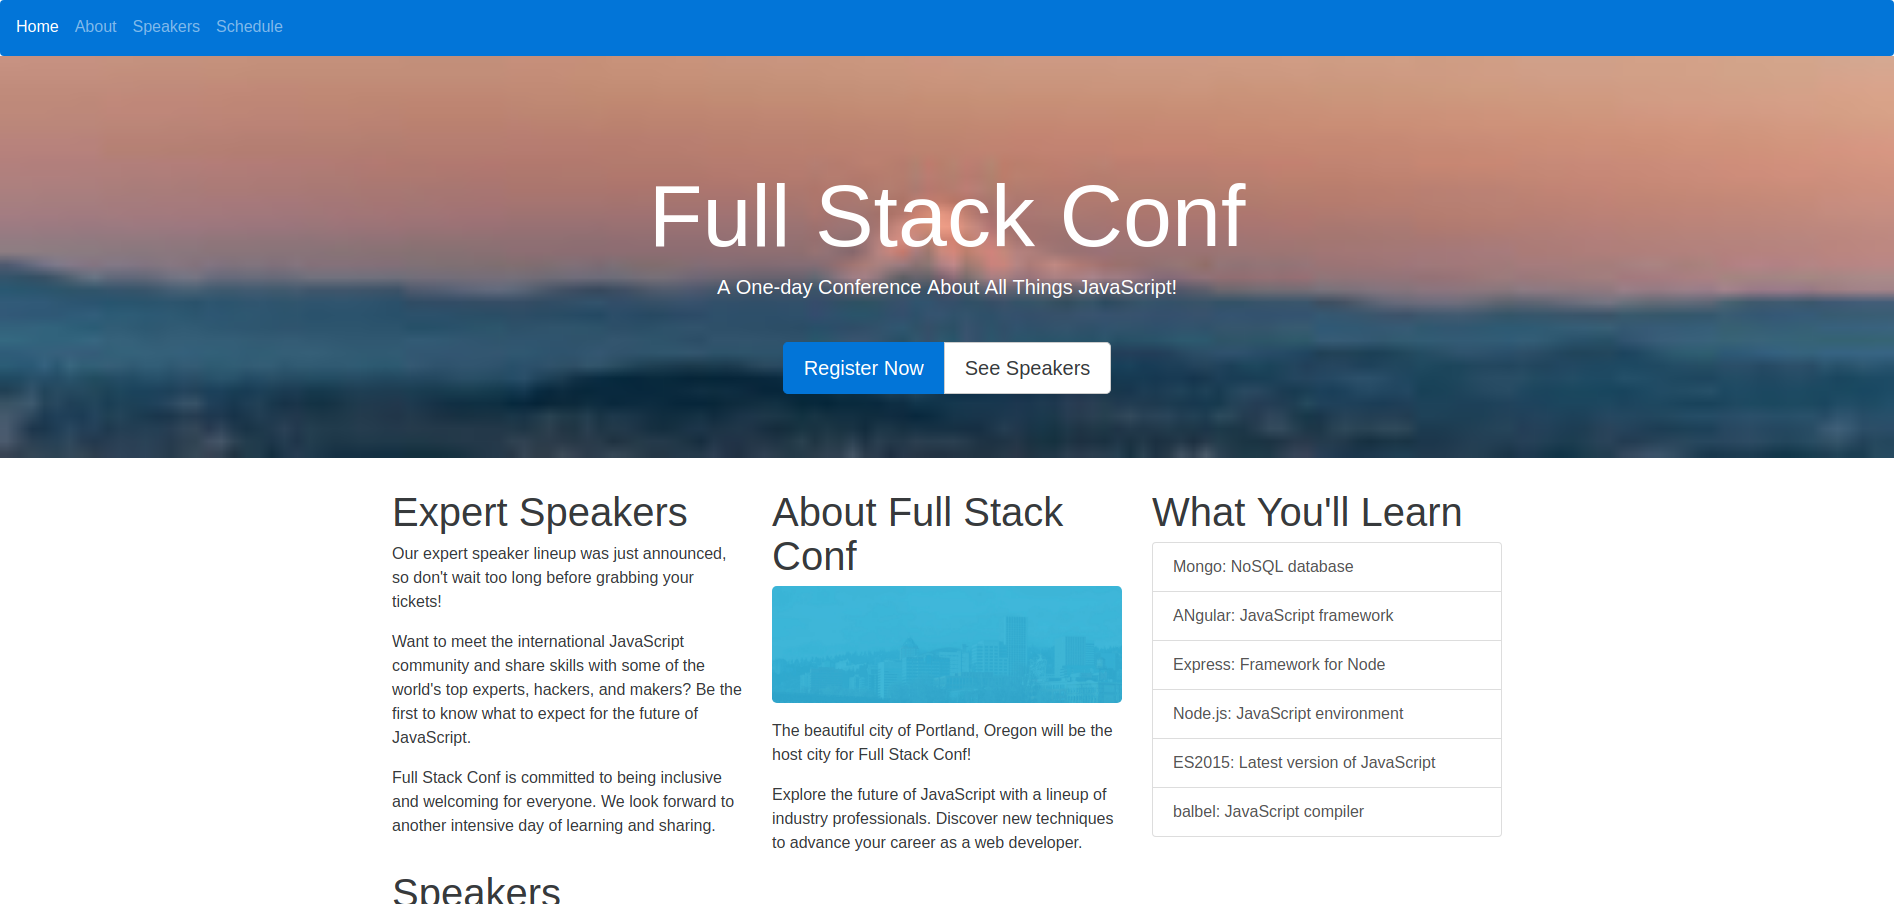 Home About Speakers Schedule
Full Stack Conf
A One-day Conference About All Things JavaScript!
Register Now See Speakers
Expert Speakers
Our expert speaker lineup was just announced,
so don't wait too long before grabbing your
tickets!
Want to meet the international JavaScript
community and share skills with some of the
world's top experts, hackers, and makers? Be the
first to know what to expect for the future of
JavaScript.
Full Stack Conf is committed to being inclusive
and welcoming for everyone. We look forward to
another intensive day of learning and sharing.
About Full Stack
Conf
The beautiful city of Portland, Oregon will be the
host city for Full Stack Conf!
Explore the future of JavaScript with a lineup of
industry professionals. Discover new techniques
to advance your career as a web developer.
What You'll Learn
Mongo: NoSQL database
ANgular: JavaScript framework
Express: Framework for Node
Node.js: JavaScript environment
ES2015: Latest version of JavaScript
balbel: JavaScript compiler
Speakers